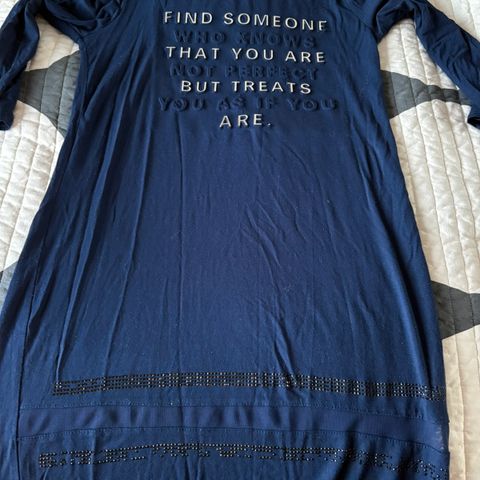 FIND SOMEONE
WHO KNOWS
THAT YOU ARE
NOT PERFECT
BUT TREATS
YOU AS IF YOU
ARE.